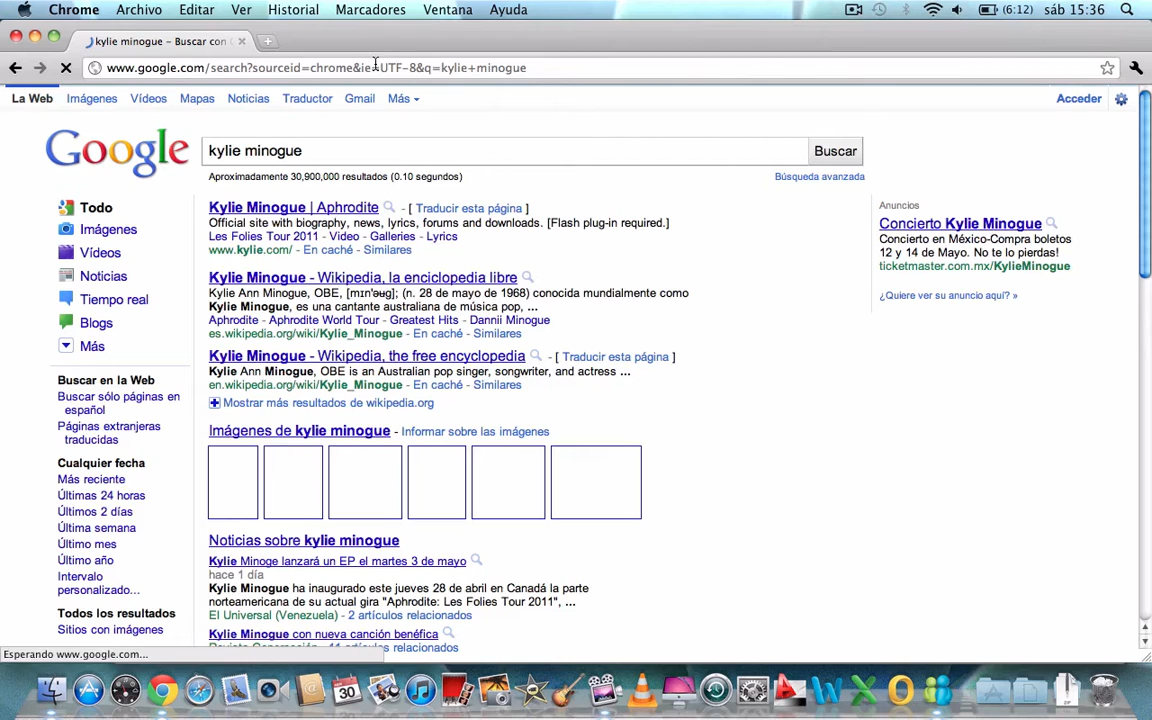 Chrome Archivo Editar Ver Historial Marcadores Ventana Ayuda (6:12) sáb 15:36
kylie minogue – Buscar con
www.google.com/search?sourceid=chrome&ie=UTF-8&q=kylie+minogue
La Web Imágenes Vídeos Mapas Noticias Traductor Gmail Más Acceder
Google kylie minogue Buscar
Aproximadamente 30,900,000 resultados (0.10 segundos) Búsqueda avanzada
Todo
Imágenes
Vídeos
Noticias
Tiempo real
Blogs
Más
Buscar en la Web
Buscar sólo páginas en
español
Páginas extranjeras
traducidas
Cualquier fecha
Más reciente
Últimas 24 horas
Últimos 2 días
Última semana
Último mes
Último año
Intervalo
personalizado...
Todos los resultados
Sitios con imágenes
Kylie Minogue | Aphrodite - [ Traducir esta página ]
Official site with biography, news, lyrics, forums and downloads. [Flash plug-in required.]
Les Folies Tour 2011 - Video - Galleries - Lyrics
www.kylie.com/ - En caché - Similares
Kylie Minogue - Wikipedia, la enciclopedia libre
Kylie Ann Minogue, OBE, [mɪnˈəʊg]; (n. 28 de mayo de 1968) conocida mundialmente como
Kylie Minogue, es una cantante australiana de música pop, ...
Aphrodite - Aphrodite World Tour - Greatest Hits - Dannii Minogue
es.wikipedia.org/wiki/Kylie_Minogue - En caché - Similares
Kylie Minogue - Wikipedia, the free encyclopedia - [ Traducir esta página ]
Kylie Ann Minogue, OBE is an Australian pop singer, songwriter, and actress ...
en.wikipedia.org/wiki/Kylie_Minogue - En caché - Similares
Mostrar más resultados de wikipedia.org
Imágenes de kylie minogue - Informar sobre las imágenes
Noticias sobre kylie minogue
Kylie Minoge lanzará un EP el martes 3 de mayo
hace 1 día
Kylie Minogue ha inaugurado este jueves 28 de abril en Canadá la parte
norteamericana de su actual gira "Aphrodite: Les Folies Tour 2011", ...
El Universal (Venezuela) - 2 artículos relacionados
Kylie Minogue con nueva canción benéfica
Revista Generación - 11 artículos relacionados
Anuncios
Concierto Kylie Minogue
Concierto en México-Compra boletos
12 y 14 de Mayo. No te lo pierdas!
ticketmaster.com.mx/KylieMinogue
¿Quiere ver su anuncio aquí? »
Esperando www.google.com...
30